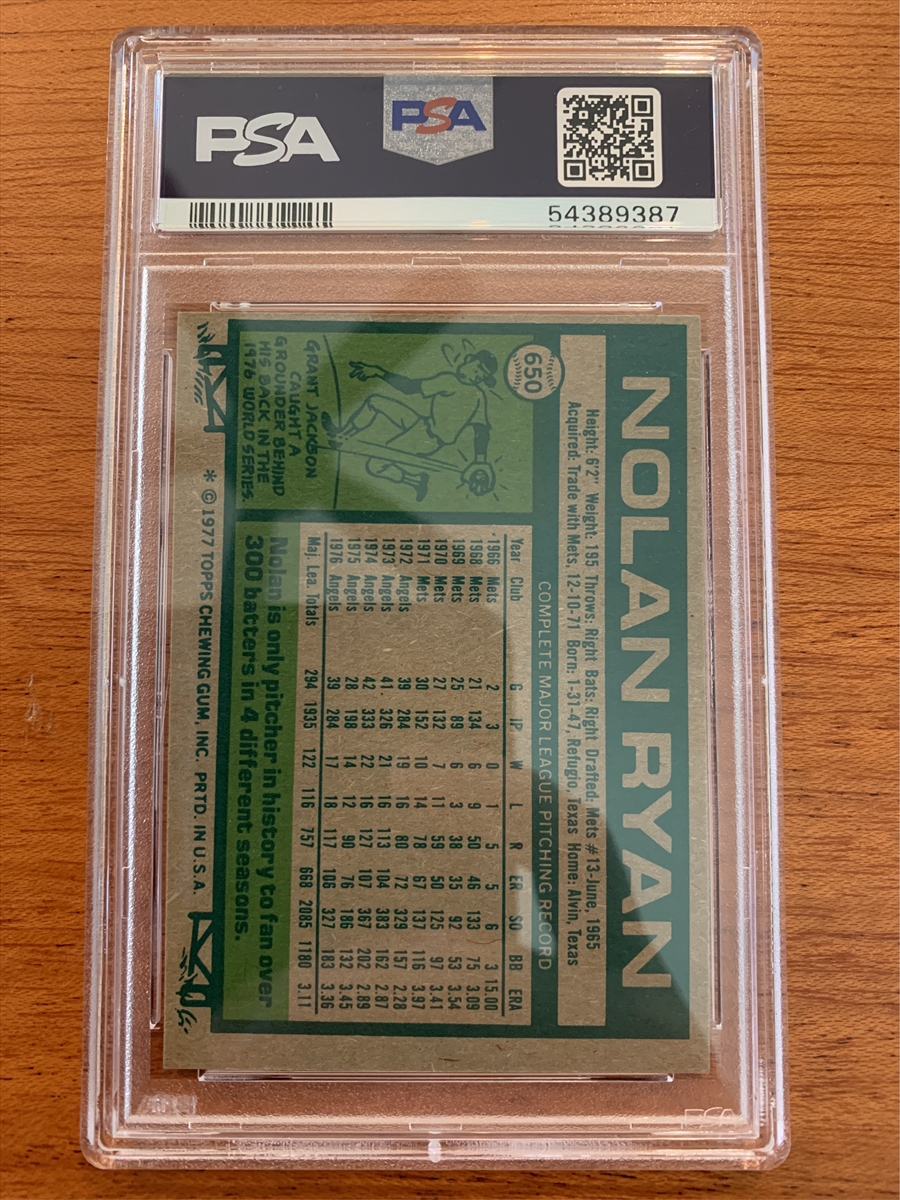 PSA
PSA
54389387
650
NOLAN RYAN
Height: 6'2" Weight: 195 Throws: Right Bats: Right Drafted: Mets #13-June, 1965
Acquired: Trade with Mets, 12-10-71 Born: 1-31-47, Refugio, Texas Home: Alvin, Texas
COMPLETE MAJOR LEAGUE PITCHING RECORD
Year Club G IP W L R ER SO BB ERA
1966 Mets 2 3 0 1 5 5 6 3 15.00
1968 Mets 21 134 6 9 50 46 133 75 3.09
1969 Mets 25 89 6 3 38 35 92 53 3.54
1970 Mets 27 132 7 11 59 50 125 97 3.41
1971 Mets 30 152 10 14 78 67 137 116 3.97
1972 Angels 39 284 19 16 80 72 329 157 2.28
1973 Angels 41 326 21 16 113 104 383 162 2.87
1974 Angels 42 333 22 16 127 107 367 202 2.89
1975 Angels 28 198 14 12 90 76 186 132 3.45
1976 Angels 39 284 17 18 117 106 327 183 3.36
Maj. Lea. Totals 294 1935 122 116 757 668 2085 1180 3.11
GRANT JACKSON
CAUGHT A
GROUNDER BEHIND
HIS BACK IN THE
1976 WORLD SERIES.
Nolan is only pitcher in history to fan over
300 batters in 4 different seasons.
* © 1977 TOPPS CHEWING GUM, INC. PRTD. IN U.S.A.
PSA